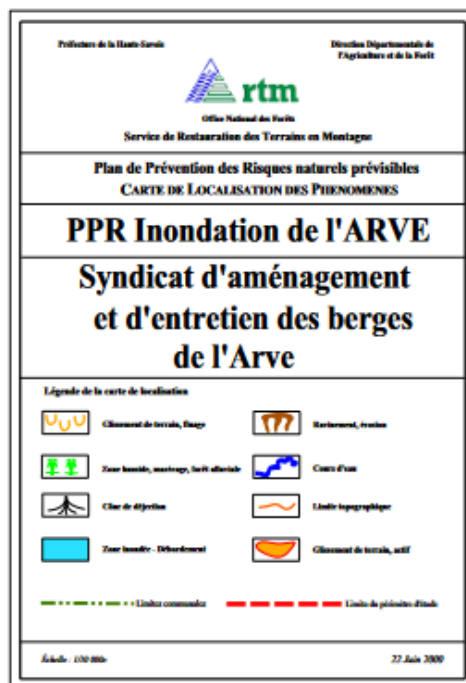 Préfecture de la Haute-Savoie
Direction Départementale de
l'Agriculture et de la Forêt
rtm
Office National des Forêts
Service de Restauration des Terrains en Montagne
Plan de Prévention des Risques naturels prévisibles
CARTE DE LOCALISATION DES PHENOMENES
PPR Inondation de l'ARVE
Syndicat d'aménagement
et d'entretien des berges
de l'Arve
Légende de la carte de localisation
Glissement de terrain, fluage
Ravinement, érosion
Zone humide, marécage, forêt alluviale
Cours d'eau
Cône de déjection
Limite topographique
Zone inondée - Débordement
Glissement de terrain, actif
Limites communales
Limite du périmètre d'étude
Échelle : 1/10 000e
22 Juin 2000